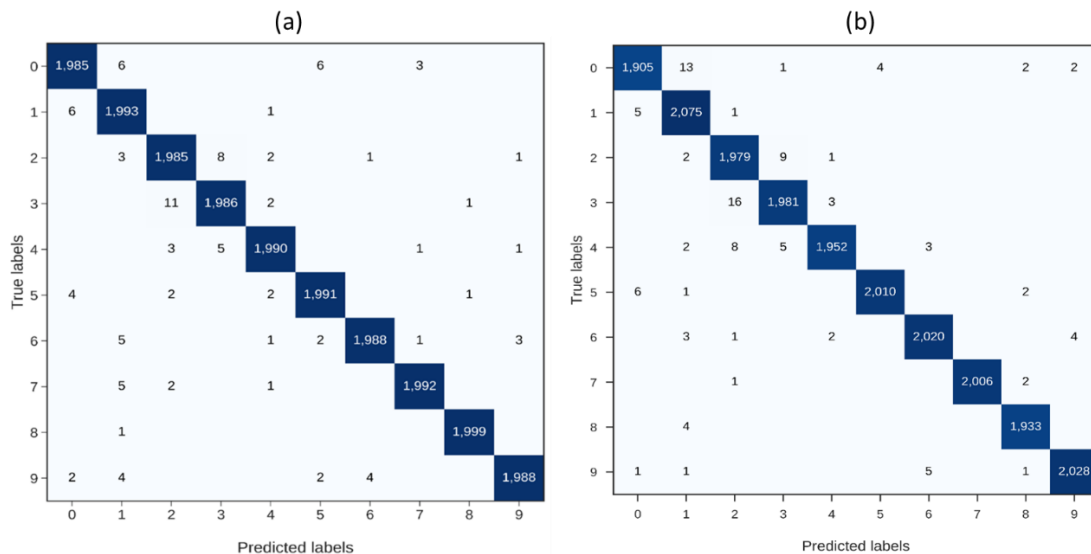 (a)
True labels
0 1,985 6 6 3
1 6 1,993 1
2 3 1,985 8 2 1 1
3 11 1,986 2 1
4 3 5 1,990 1 1
5 4 2 2 1,991 1
6 5 1 2 1,988 1 3
7 5 2 1 1,992
8 1 1,999
9 2 4 2 4 1,988
0 1 2 3 4 5 6 7 8 9
Predicted labels
(b)
True labels
0 1,905 13 1 4 2 2
1 5 2,075 1
2 2 1,979 9 1
3 16 1,981 3
4 2 8 5 1,952 3
5 6 1 2,010 2
6 3 1 2 2,020 4
7 1 2,006 2
8 4 1,933
9 1 1 5 1 2,028
0 1 2 3 4 5 6 7 8 9
Predicted labels